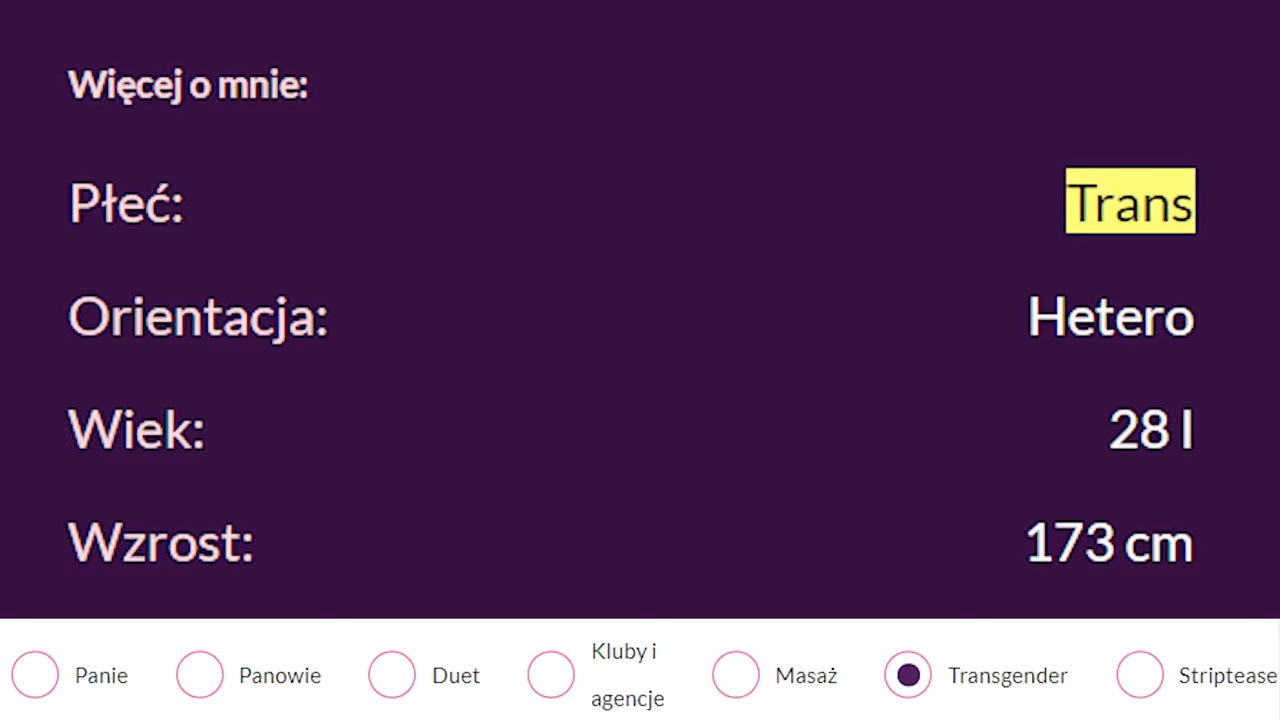 Więcej o mnie:
Płeć: Trans
Orientacja: Hetero
Wiek: 28 l
Wzrost: 173 cm
Panie Panowie Duet Kluby i agencje Masaż Transgender Striptease